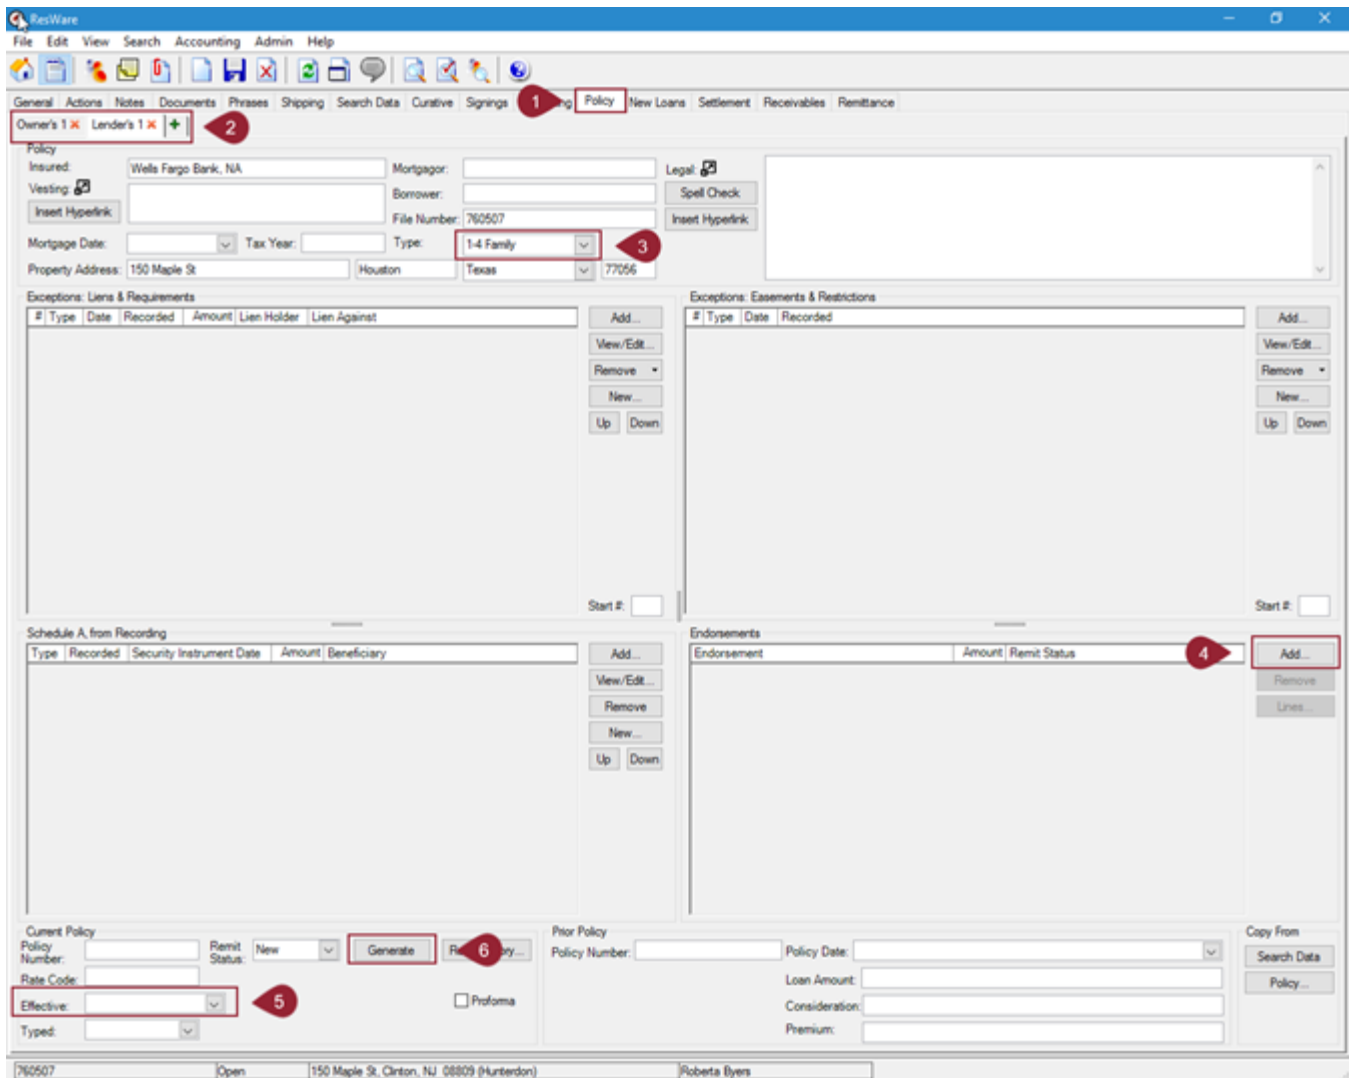 ResWare
File Edit View Search Accounting Admin Help
General Actions Notes Documents Phrases Shipping Search Data Curative Signings 1 Policy New Loans Settlement Receivables Remittance
Owner's 1 Lender's 1 2
Policy
Insured: Wells Fargo Bank, NA Mortgagor: Legal:
Vesting: Borrower: Spell Check
Insert Hyperlink File Number: 760507 Insert Hyperlink
Mortgage Date: Tax Year: Type: 1-4 Family 3
Property Address: 150 Maple St Houston Texas 77056
Exceptions: Liens & Requirements Exceptions: Easements & Restrictions
# Type Date Recorded Amount Lien Holder Lien Against Add... # Type Date Recorded Add...
View/Edit... View/Edit...
Remove Remove
New... New...
Up Down Up Down
Start #: Start #:
Schedule A, from Recording Endorsements
Type Recorded Security Instrument Date Amount Beneficiary Add... Endorsement Amount Remit Status 4 Add...
View/Edit... Remove
Remove Lines...
New...
Up Down
Current Policy Prior Policy Copy From
Policy Number: Remit Status: New Generate 6 Policy Number: Policy Date: Search Data
Rate Code: Loan Amount: Policy...
Effective: 5 Proforma Consideration:
Typed: Premium:
760507 Open 150 Maple St, Clinton, NJ 08809 (Hunterdon) Roberta Byers